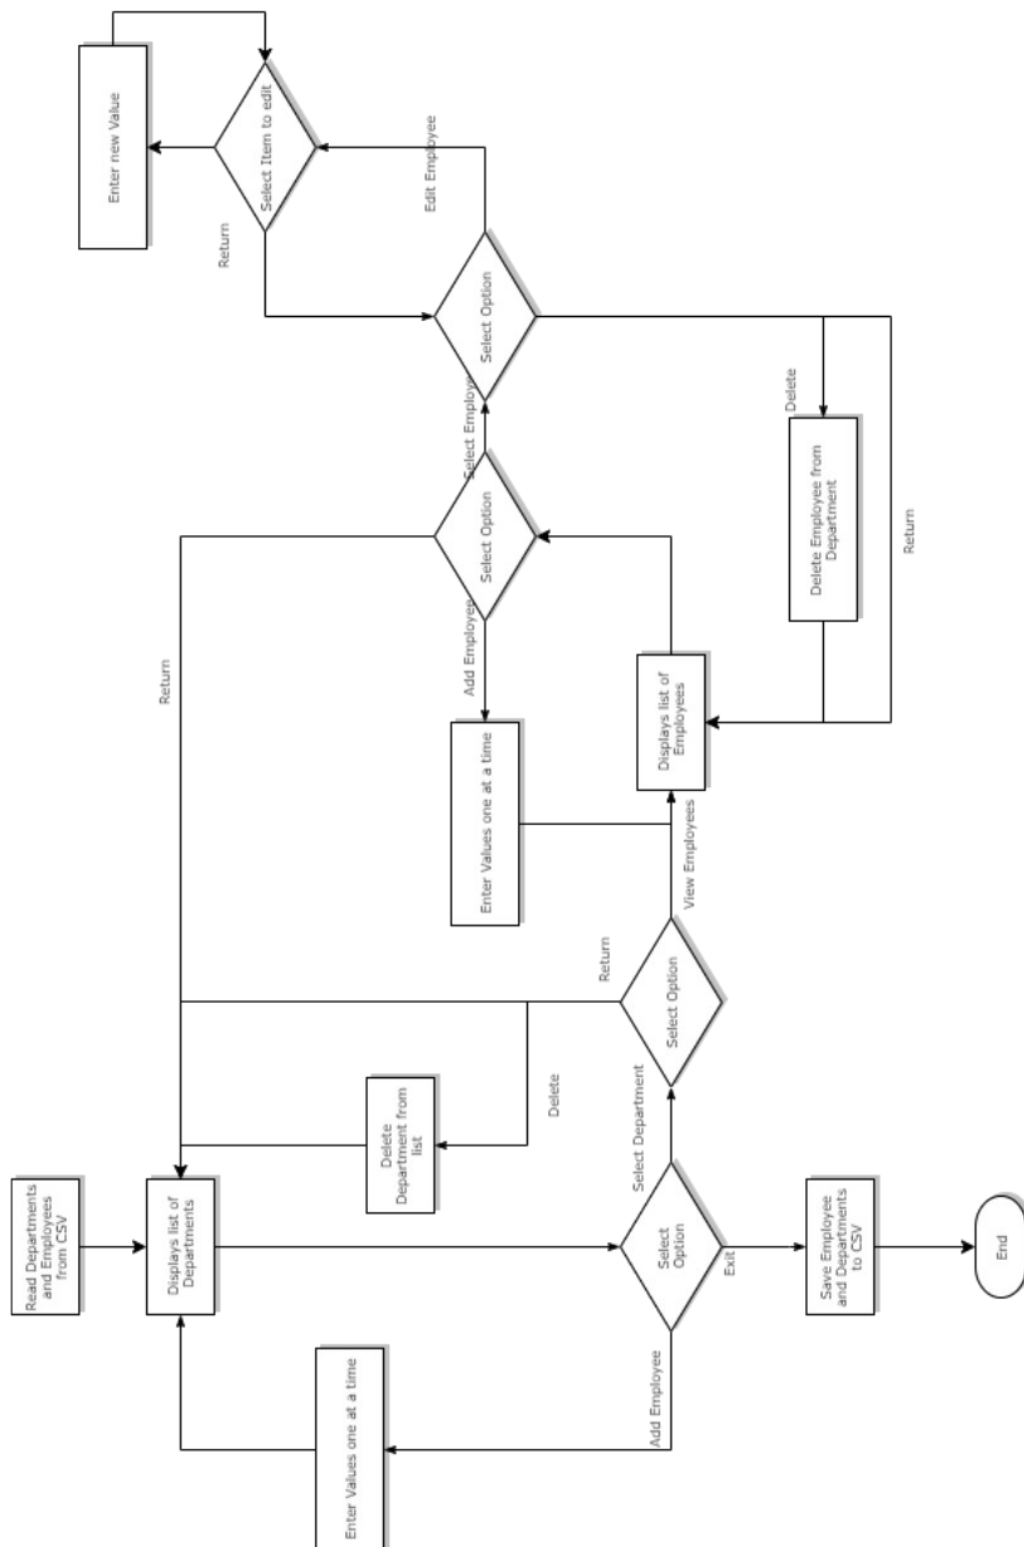 Read Departments
and Employees
from CSV
Displays list of
Departments
Enter Values one at a time
Add Employee
Select
Option
Exit
Save Employee
and Departments
to CSV
End
Select Department
Delete
Department from
list
Delete
Select Option
Return
View Employees
Enter Values one at a time
Displays list of
Employees
Return
Add Employee
Select Option
Select Employe
Delete Employee from
Department
Delete
Return
Select Option
Edit Employee
Return
Select Item to edit
Enter new Value